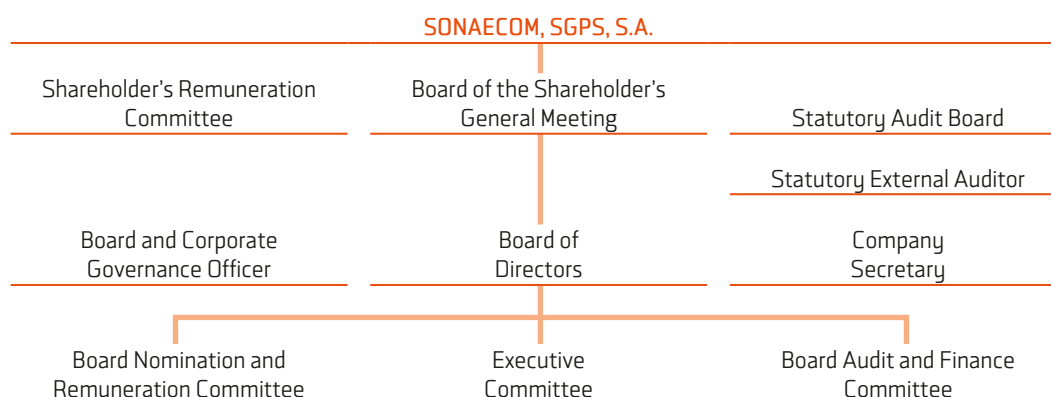 SONAECOM, SGPS, S.A.
Shareholder's Remuneration
Committee
Board of the Shareholder's
General Meeting
Statutory Audit Board
Statutory External Auditor
Board and Corporate
Governance Officer
Board of
Directors
Company
Secretary
Board Nomination and
Remuneration Committee
Executive
Committee
Board Audit and Finance
Committee